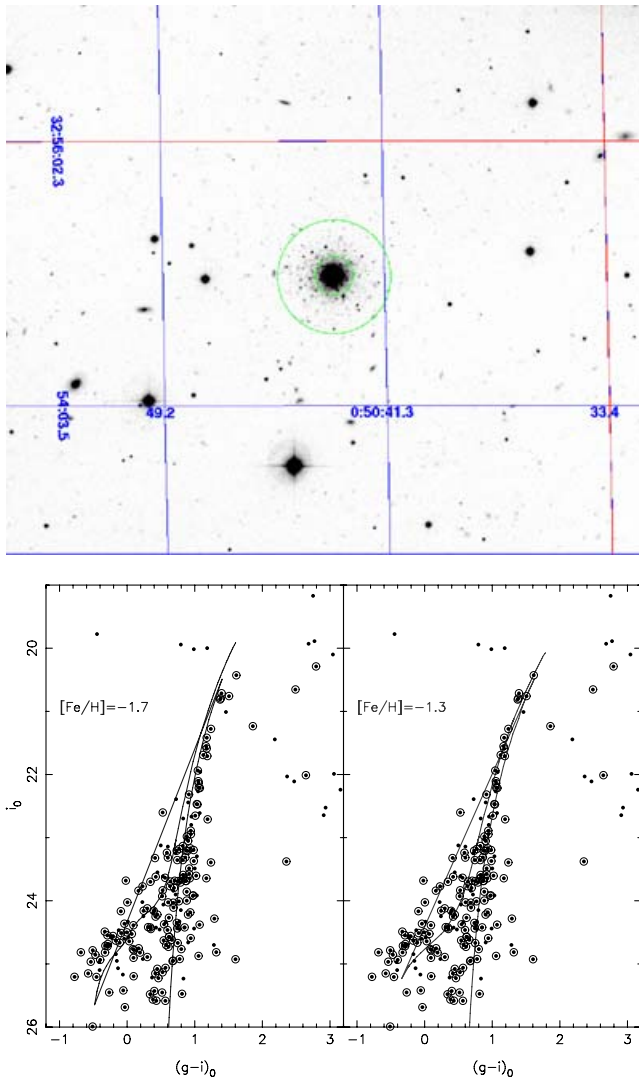 32:56:02.3
54:03.5
49.2
0:50:41.3
33.4
[Fe/H]=−1.7
[Fe/H]=−1.3
20
22
24
26
i₀
−1 0 1 2 3
−1 0 1 2 3
(g−i)₀
(g−i)₀